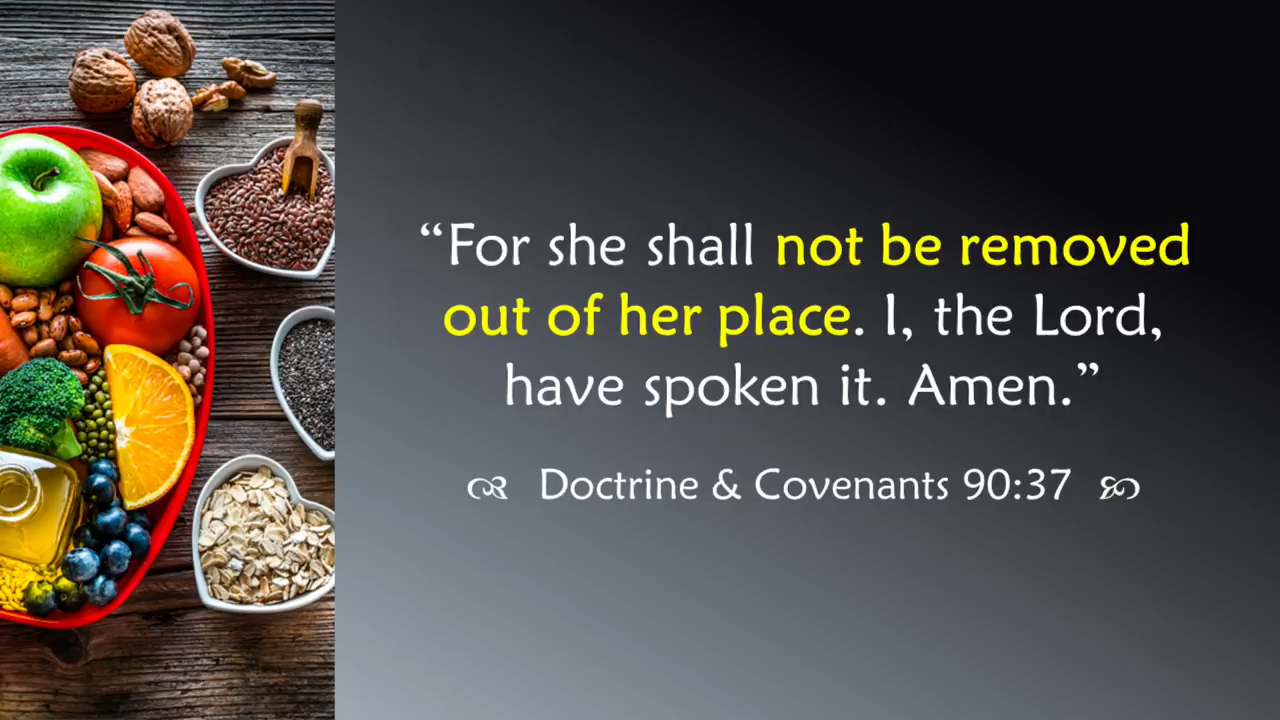 “For she shall not be removed
out of her place. I, the Lord,
have spoken it. Amen.”
Doctrine & Covenants 90:37